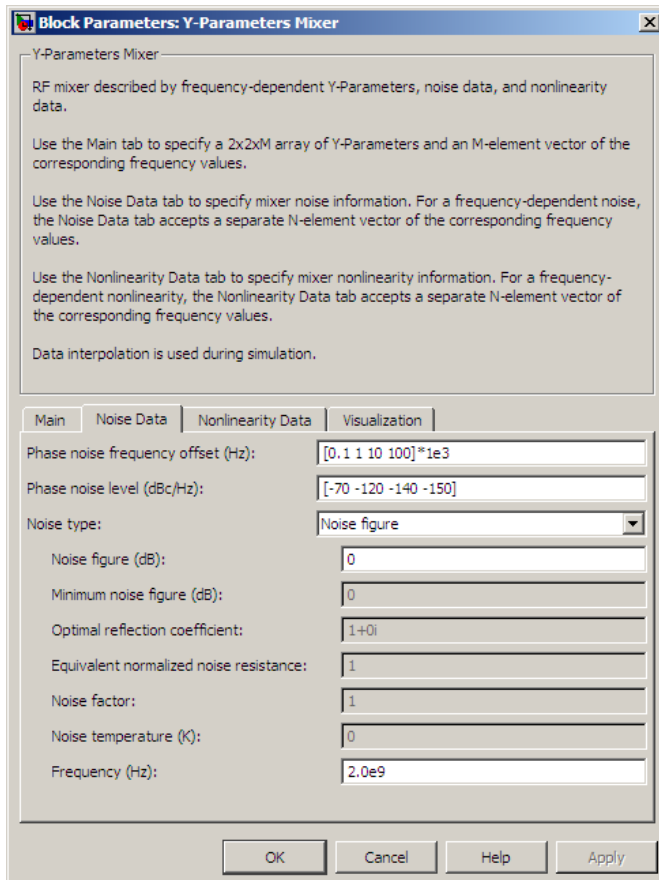 Block Parameters: Y-Parameters Mixer
Y-Parameters Mixer
RF mixer described by frequency-dependent Y-Parameters, noise data, and nonlinearity
data.
Use the Main tab to specify a 2x2xM array of Y-Parameters and an M-element vector of the
corresponding frequency values.
Use the Noise Data tab to specify mixer noise information. For a frequency-dependent noise,
the Noise Data tab accepts a separate N-element vector of the corresponding frequency
values.
Use the Nonlinearity Data tab to specify mixer nonlinearity information. For a frequency-
dependent nonlinearity, the Nonlinearity Data tab accepts a separate N-element vector of
the corresponding frequency values.
Data interpolation is used during simulation.
Main Noise Data Nonlinearity Data Visualization
Phase noise frequency offset (Hz): [0.1 1 10 100]*1e3
Phase noise level (dBc/Hz): [-70 -120 -140 -150]
Noise type: Noise figure
Noise figure (dB): 0
Minimum noise figure (dB): 0
Optimal reflection coefficient: 1+0i
Equivalent normalized noise resistance: 1
Noise factor: 1
Noise temperature (K): 0
Frequency (Hz): 2.0e9
OK Cancel Help Apply